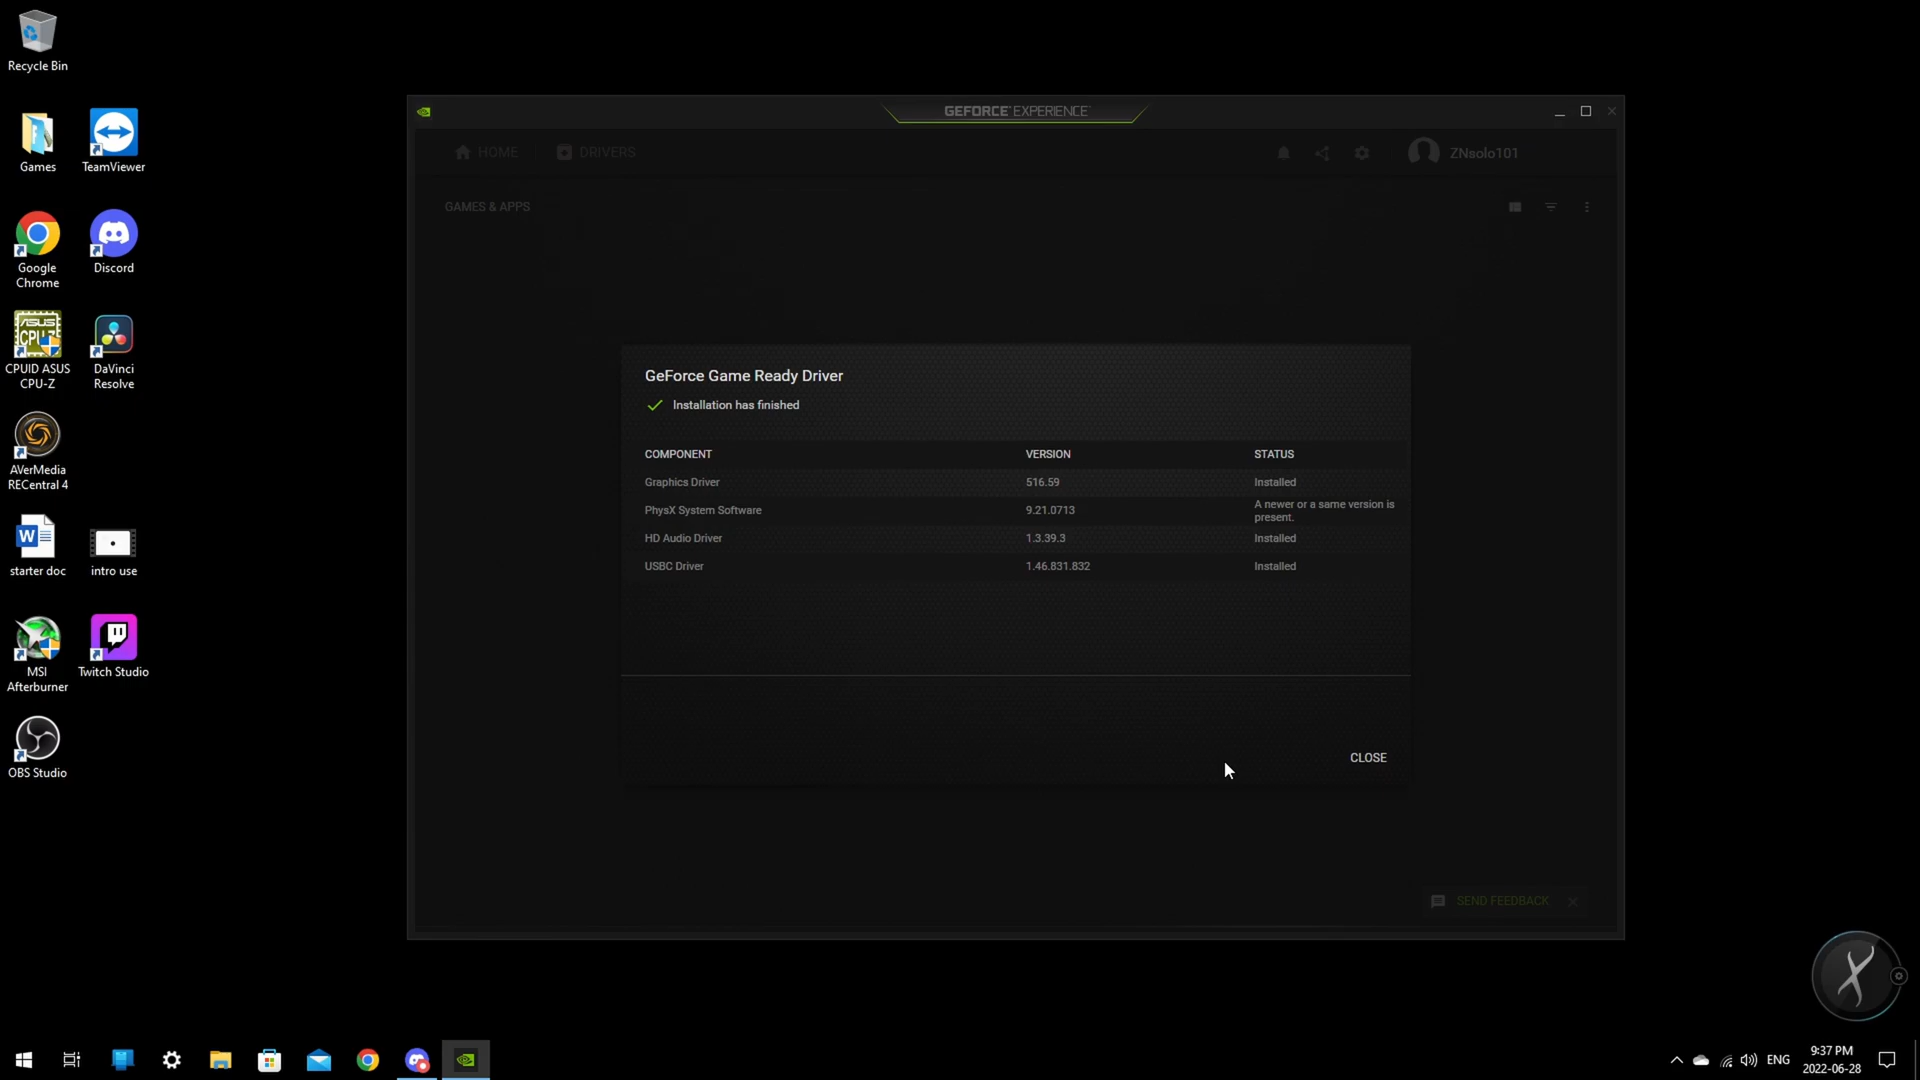 Recycle Bin
Games
TeamViewer
Google
Chrome
Discord
CPUID ASUS
CPU-Z
DaVinci
Resolve
AVerMedia
RECentral 4
starter doc
intro use
MSI
Afterburner
Twitch Studio
OBS Studio
GEFORCE EXPERIENCE
HOME
DRIVERS
ZNsolo101
GAMES & APPS
GeForce Game Ready Driver
Installation has finished
COMPONENT VERSION STATUS
Graphics Driver 516.59 Installed
PhysX System Software 9.21.0713 A newer or a same version is
present.
HD Audio Driver 1.3.39.3 Installed
USBC Driver 1.46.831.832 Installed
CLOSE
SEND FEEDBACK
ENG
9:37 PM
2022-06-28